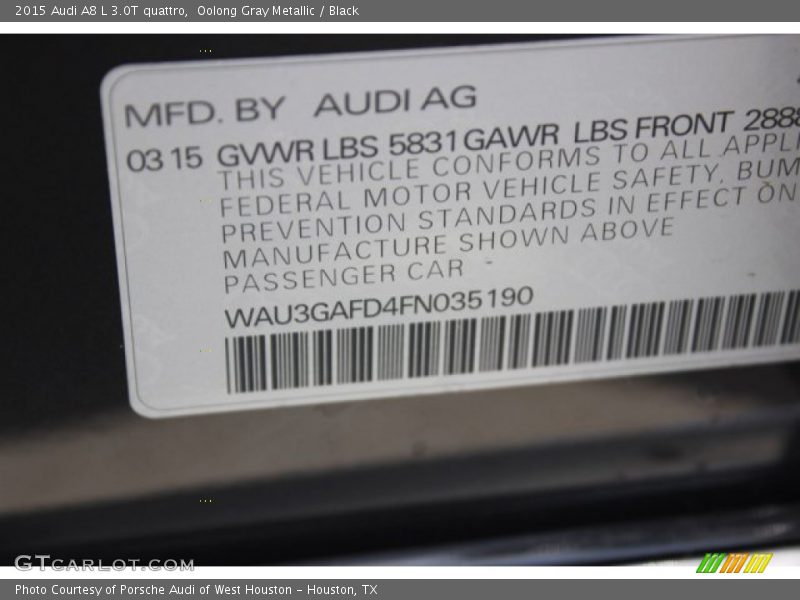 2015 Audi A8 L 3.0T quattro,  Oolong Gray Metallic / Black
MFD. BY AUDI AG
03 15 GVWR LBS 5831 GAWR LBS FRONT
THIS VEHICLE CONFORMS TO ALL
FEDERAL MOTOR VEHICLE SAFETY,
PREVENTION STANDARDS IN EFFECT ON
MANUFACTURE SHOWN ABOVE
PASSENGER CAR
WAU3GAFD4FN035190
GTCARLOT.COM
Photo Courtesy of Porsche Audi of West Houston – Houston, TX